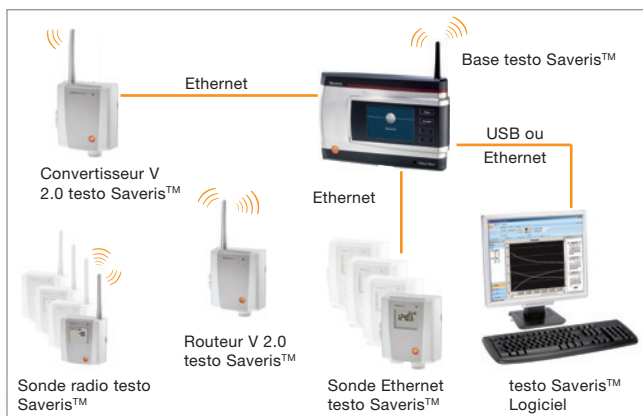 Base testo Saveris™
Ethernet
USB ou
Ethernet
Convertisseur V
2.0 testo Saveris™
Ethernet
Routeur V 2.0
testo Saveris™
Sonde radio testo
Saveris™
Sonde Ethernet
testo Saveris™
testo Saveris™
Logiciel